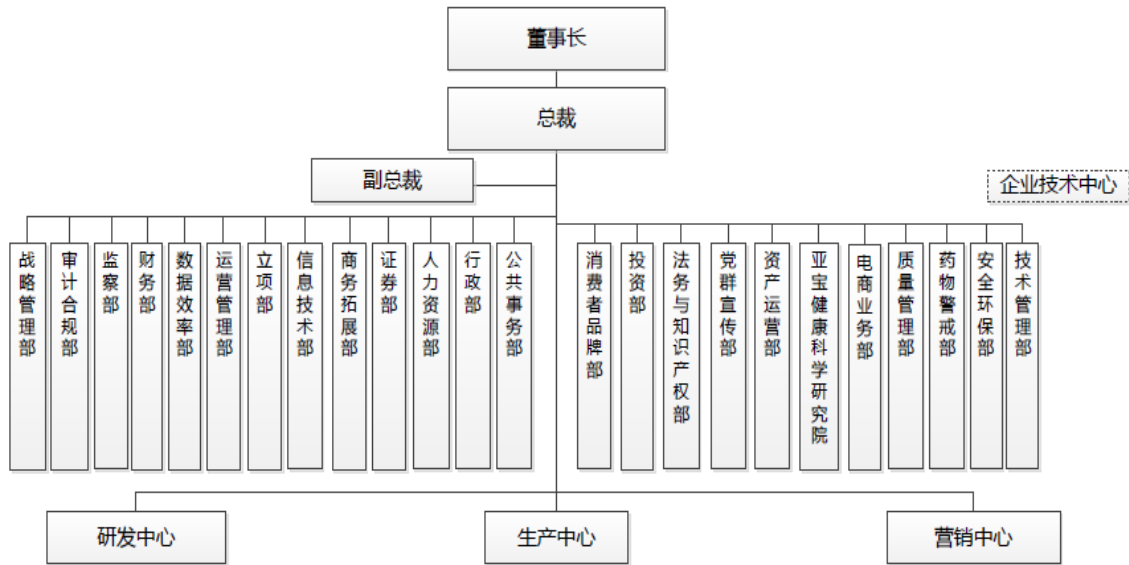 董事长
总裁
副总裁
企业技术中心
战略管理部
审计合规部
监察部
财务部
数据效率部
运营管理部
立项部
信息技术部
商务拓展部
证券部
人力资源部
行政部
公共事务部
消费者品牌部
投资部
法务与知识产权部
党群宣传部
资产运营部
亚宝健康科学研究院
电商业务部
质量管理部
药物警戒部
安全环保部
技术管理部
研发中心
生产中心
营销中心